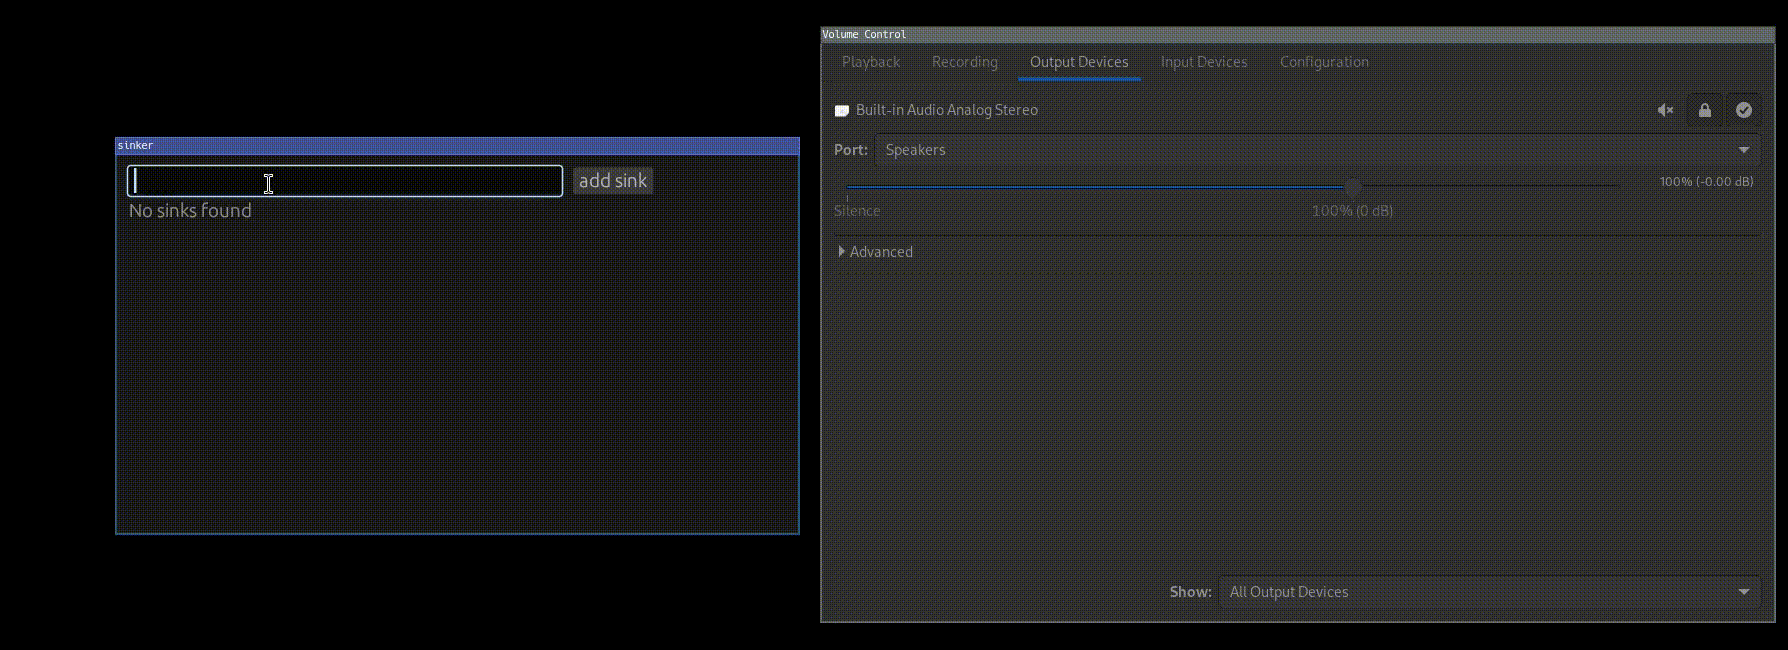 sinker
add sink
No sinks found
Volume Control
Playback Recording Output Devices Input Devices Configuration
Built-in Audio Analog Stereo
Port: Speakers
100% (-0.00 dB)
Silence 100% (0 dB)
Advanced
Show: All Output Devices